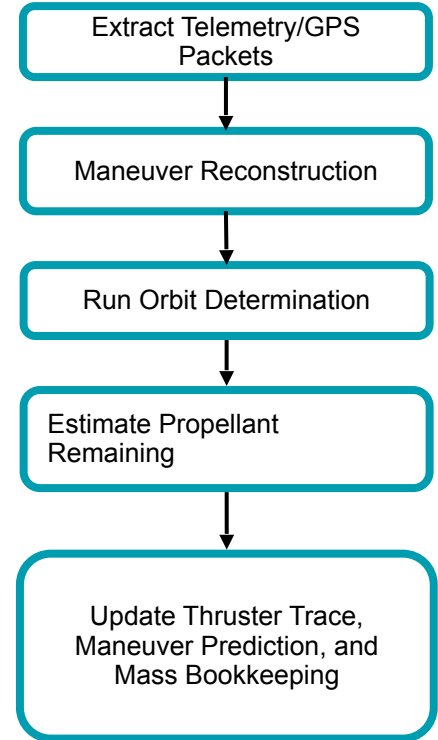 Extract Telemetry/GPS
Packets
Maneuver Reconstruction
Run Orbit Determination
Estimate Propellant
Remaining
Update Thruster Trace,
Maneuver Prediction, and
Mass Bookkeeping